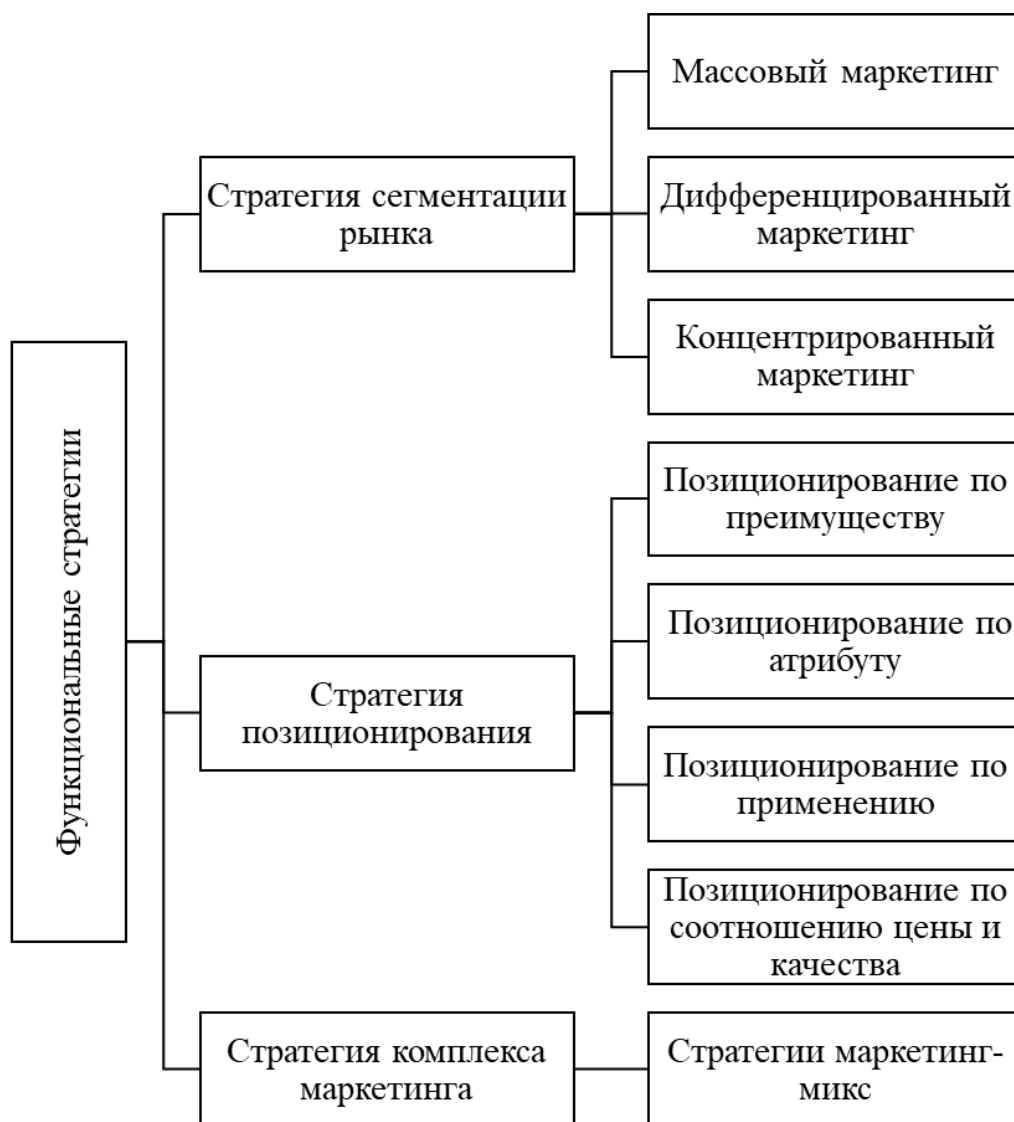 Функциональные стратегии
Стратегия сегментации
рынка
Массовый маркетинг
Дифференцированный
маркетинг
Концентрированный
маркетинг
Стратегия
позиционирования
Позиционирование по
преимуществу
Позиционирование по
атрибуту
Позиционирование по
применению
Позиционирование по
соотношению цены и
качества
Стратегия комплекса
маркетинга
Стратегии маркетинг-
микс